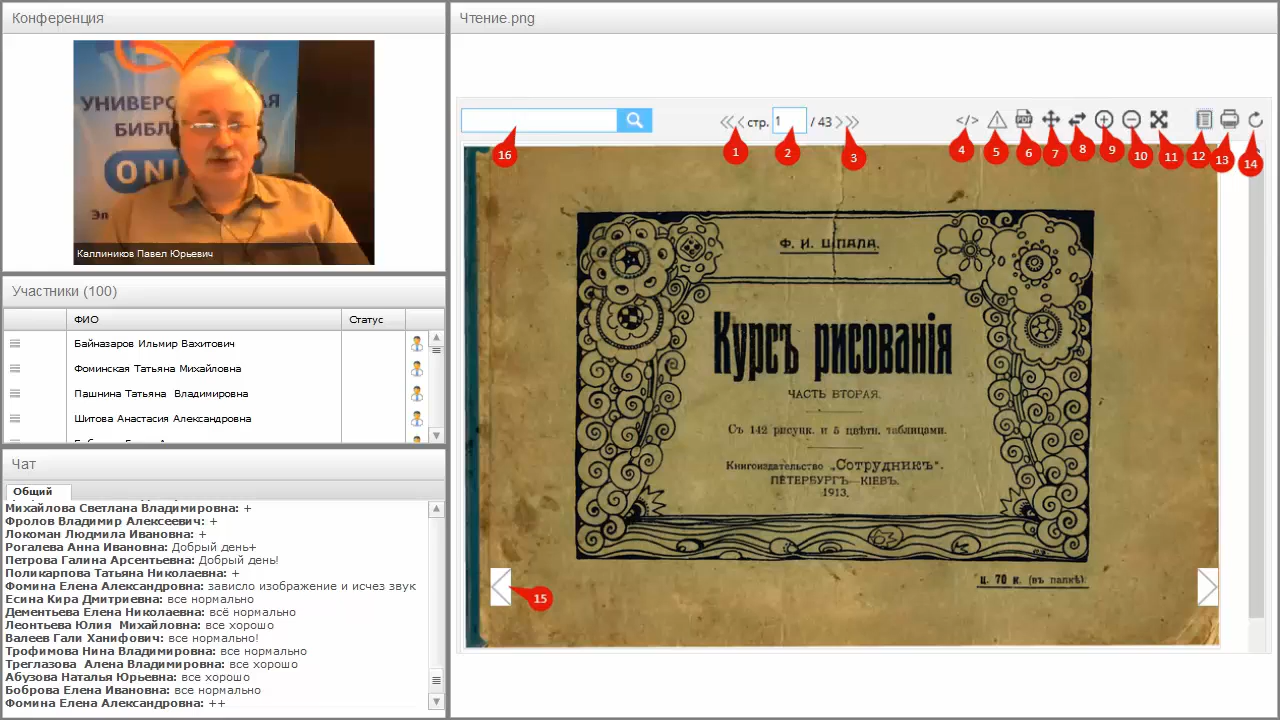 Конференция
УНИВЕРС
АЯ
БИБЛ
ONL
Эл
Каллиников Павел Юрьевич
Участники (100)
ФИО
Статус
Байназаров Ильмир Вахитович
Фоминская Татьяна Михайловна
Пашнина Татьяна Владимировна
Шитова Анастасия Александровна
Чат
Общий
Михайлова Светлана Владимировна: +
Фролов Владимир Алексеевич: +
Локоман Людмила Ивановна: +
Рогалева Анна Ивановна: Добрый день+
Петрова Галина Арсентьевна: Добрый день!
Поликарпова Татьяна Николаевна: +
Фомина Елена Александровна: зависло изображение и исчез звук
Есина Кира Дмитриевна: все нормально
Дементьева Елена Николаевна: всё нормально
Леонтьева Юлия Михайловна: все хорошо
Валеев Гали Ханифович: все нормально!
Трофимова Нина Владимировна: все нормально
Треглазова Алена Владимировна: все хорошо
Абузова Наталья Юрьевна: все хорошо
Боброва Елена Ивановна: все нормально
Фомина Елена Александровна: ++
Чтение.png
стр. 1 / 43
</> PDF
16 1 2 3 4 5 6 7 8 9 10 11 12 13 14
Ф. И. ШПАЛА.
Курсъ рисованія
ЧАСТЬ ВТОРАЯ.
Съ 142 рисунк. и 5 цвѣтн. таблицами.
Книгоиздательство „Сотрудникъ".
ПЕТЕРБУРГЪ—КІЕВЪ.
1913.
63
ц. 70 к. (въ папкѣ)
15